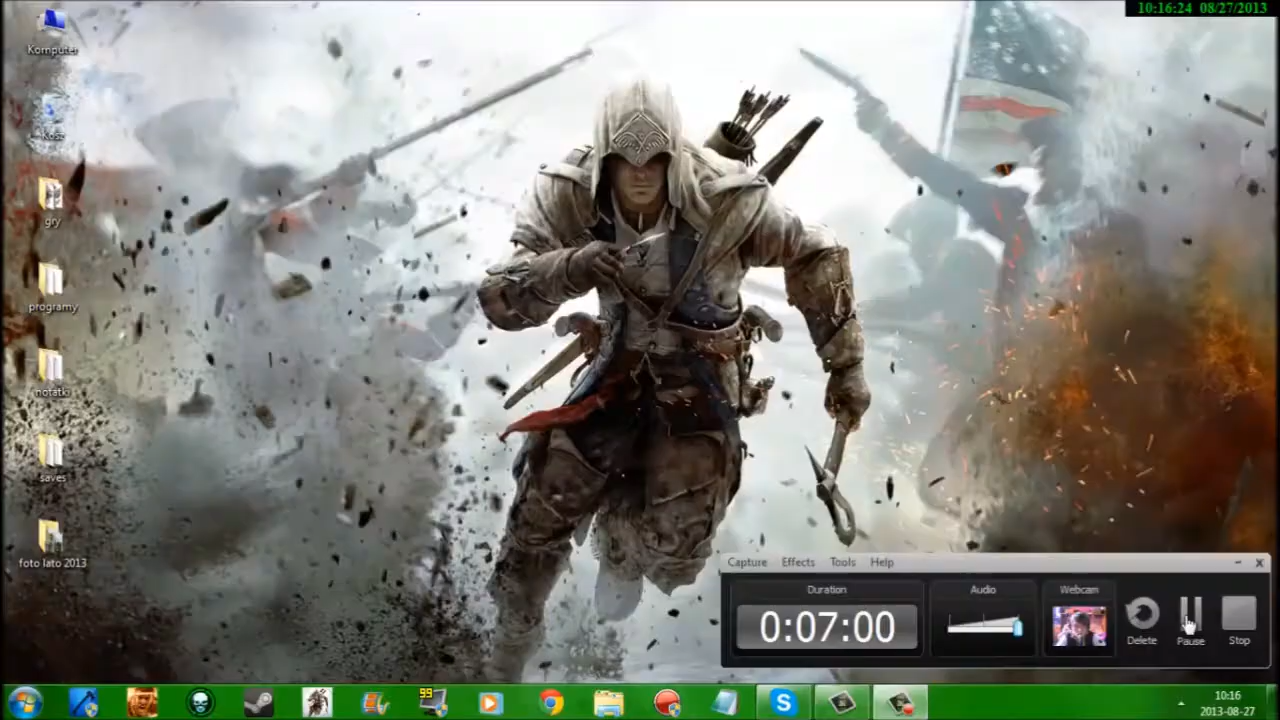 10:16:24 08/27/2013
Komputer
Kosz
gry
programy
notatki
saves
foto lato 2013
Capture Effects Tools Help
Duration Audio Webcam
0:07:00
Delete Pause Stop
99
10:16
2013-08-27